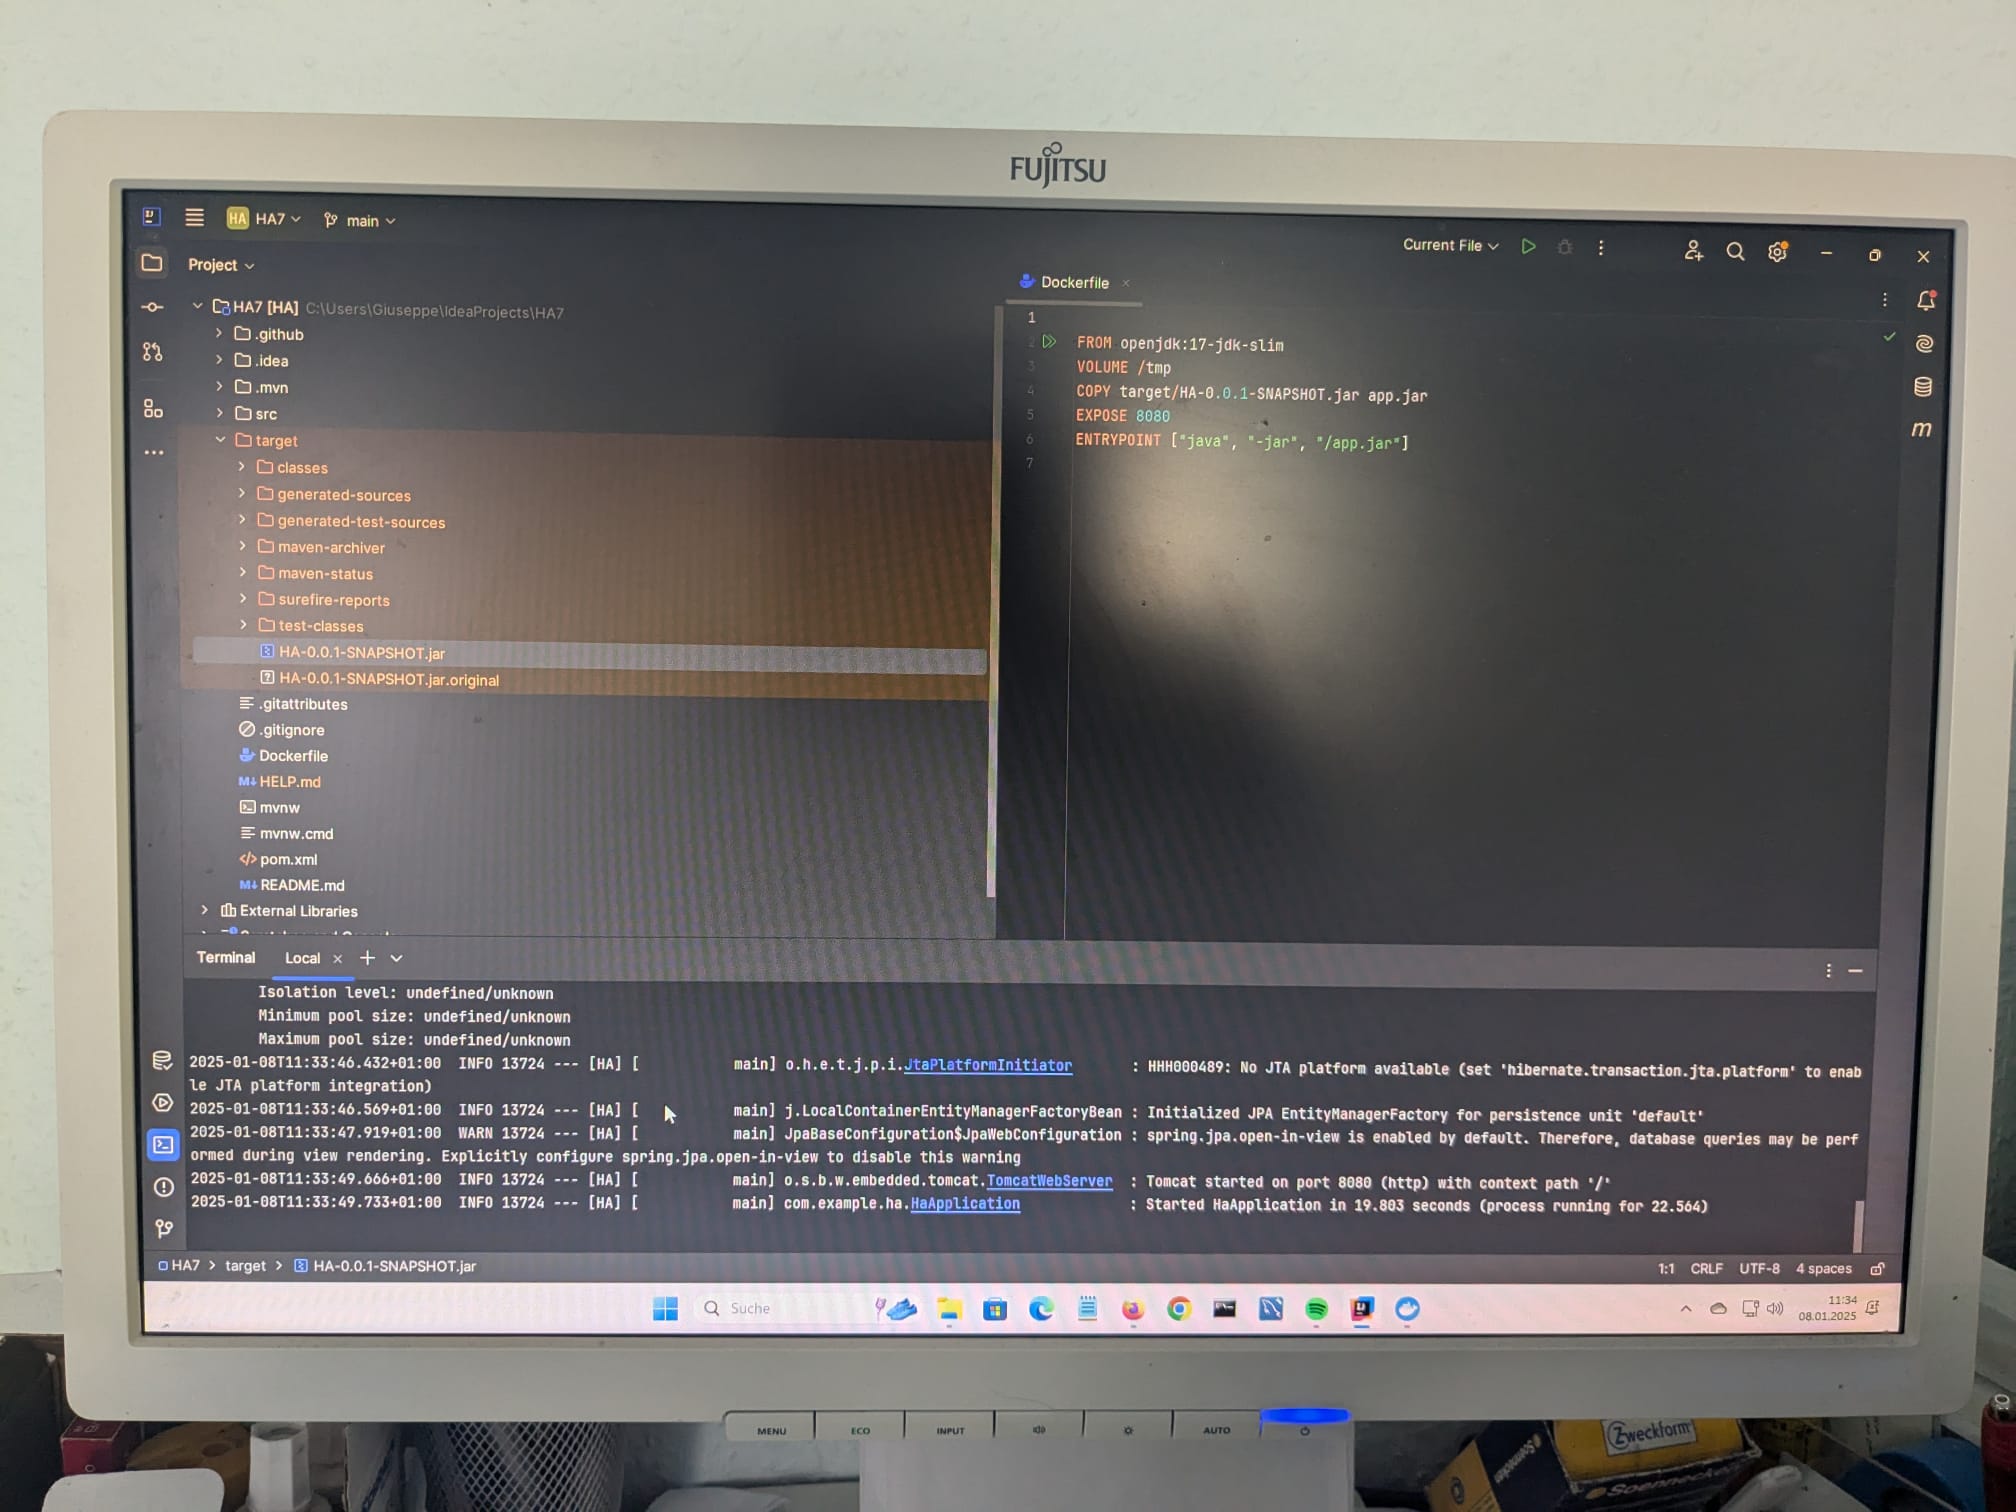 FUJITSU
HA HA7 main
Current File
Project
Dockerfile
HA7 [HA] C:\Users\Giuseppe\IdeaProjects\HA7
.github
.idea
.mvn
src
target
classes
generated-sources
generated-test-sources
maven-archiver
maven-status
surefire-reports
test-classes
HA-0.0.1-SNAPSHOT.jar
HA-0.0.1-SNAPSHOT.jar.original
.gitattributes
.gitignore
Dockerfile
M↓ HELP.md
mvnw
mvnw.cmd
pom.xml
M↓ README.md
External Libraries
1
2 FROM openjdk:17-jdk-slim
3 VOLUME /tmp
4 COPY target/HA-0.0.1-SNAPSHOT.jar app.jar
5 EXPOSE 8080
6 ENTRYPOINT ["java", "-jar", "/app.jar"]
7
m
Terminal Local
Isolation level: undefined/unknown
Minimum pool size: undefined/unknown
Maximum pool size: undefined/unknown
2025-01-08T11:33:46.432+01:00 INFO 13724 --- [HA] [ main] o.h.e.t.j.p.i.JtaPlatformInitiator : HHH000489: No JTA platform available (set 'hibernate.transaction.jta.platform' to enab
le JTA platform integration)
2025-01-08T11:33:46.569+01:00 INFO 13724 --- [HA] [ main] j.LocalContainerEntityManagerFactoryBean : Initialized JPA EntityManagerFactory for persistence unit 'default'
2025-01-08T11:33:47.919+01:00 WARN 13724 --- [HA] [ main] JpaBaseConfiguration$JpaWebConfiguration : spring.jpa.open-in-view is enabled by default. Therefore, database queries may be perf
ormed during view rendering. Explicitly configure spring.jpa.open-in-view to disable this warning
2025-01-08T11:33:49.666+01:00 INFO 13724 --- [HA] [ main] o.s.b.w.embedded.tomcat.TomcatWebServer : Tomcat started on port 8080 (http) with context path '/'
2025-01-08T11:33:49.733+01:00 INFO 13724 --- [HA] [ main] com.example.ha.HaApplication : Started HaApplication in 19.803 seconds (process running for 22.564)
HA7 > target > HA-0.0.1-SNAPSHOT.jar
1:1 CRLF UTF-8 4 spaces
Suche
11:34
08.01.2025
MENU ECO INPUT AUTO
Zweckform
Soennecken
Soennecken